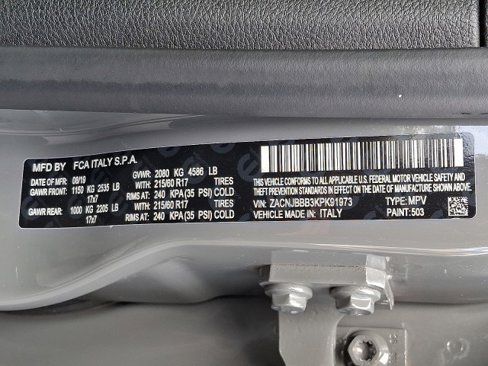 MFD BY FCA ITALY S.P.A.
DATE OF MFR: 08/19 GVWR: 2080 KG 4586 LB
GAWR FRONT: 1150 KG 2535 LB WITH 215/60 R17 TIRES
17x7 RIMS AT 240 KPA(35 PSI) COLD
GAWR REAR: 1000 KG 2205 LB WITH 215/60 R17 TIRES
17x7 RIMS AT 240 KPA(35 PSI) COLD
THIS VEHICLE CONFORMS TO ALL APPLICABLE U.S. FEDERAL MOTOR VEHICLE SAFETY, BUMPER AND
THEFT PREVENTION STANDARDS IN EFFECT ON THE DATE OF MANUFACTURE SHOWN ABOVE.
VIN: ZACNJBBB3KPK91973 TYPE: MPV
VEHICLE MADE IN: ITALY PAINT: 503